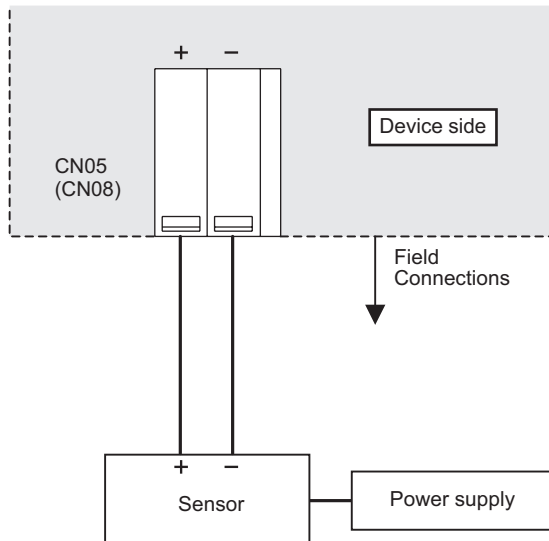 + −
Device side
CN05
(CN08)
Field
Connections
+ −
Sensor
Power supply